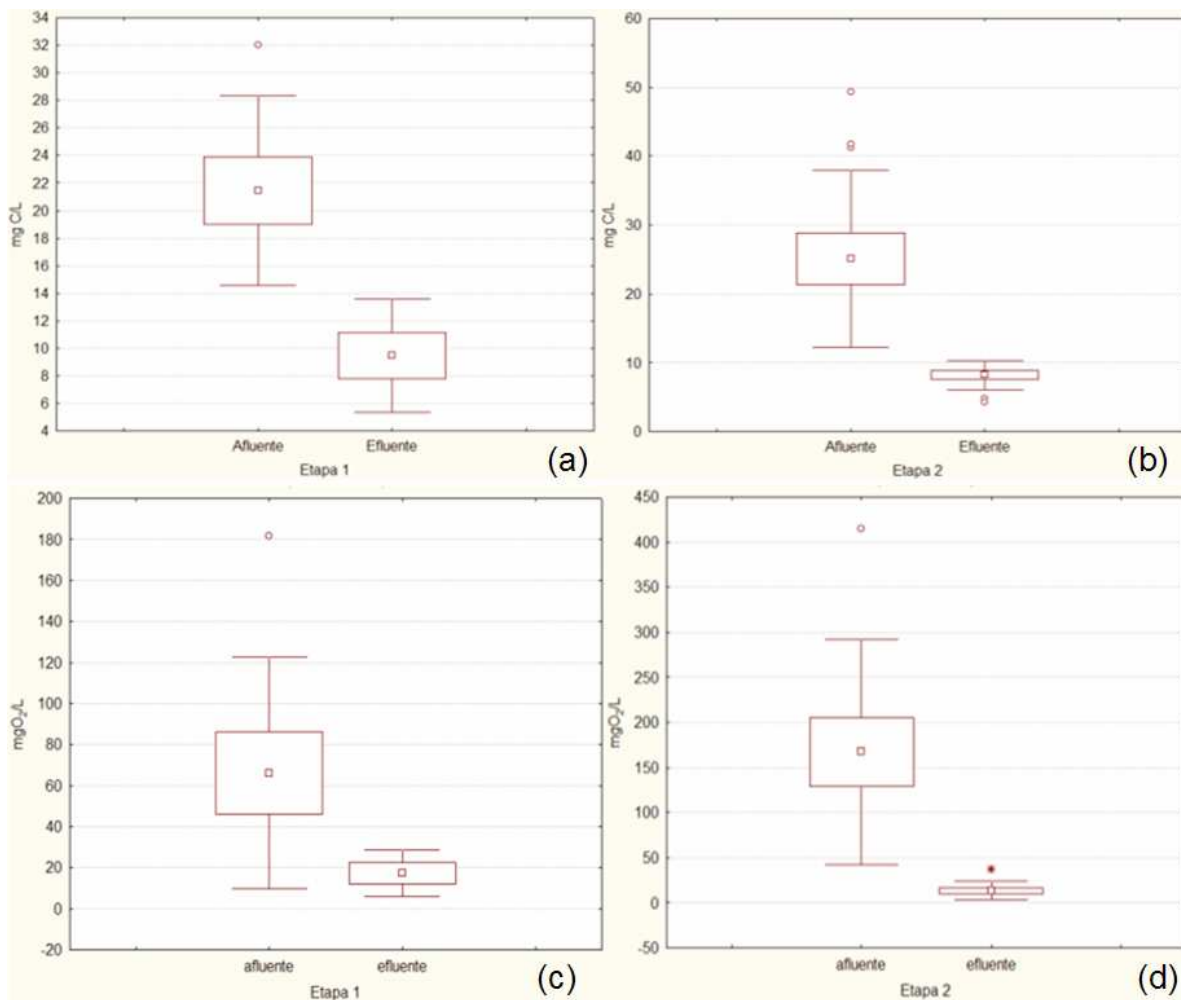 34
32
30
28
26
24
22
20
18
16
14
12
10
8
6
4
mg C/L
Afluente Efluente
Etapa 1
(a)
60
50
40
30
20
10
0
mg C/L
Afluente Efluente
Etapa 2
(b)
200
180
160
140
120
100
80
60
40
20
0
-20
mgO₂/L
afluente efluente
Etapa 1
(c)
450
400
350
300
250
200
150
100
50
0
-50
mgO₂/L
afluente efluente
Etapa 2
(d)